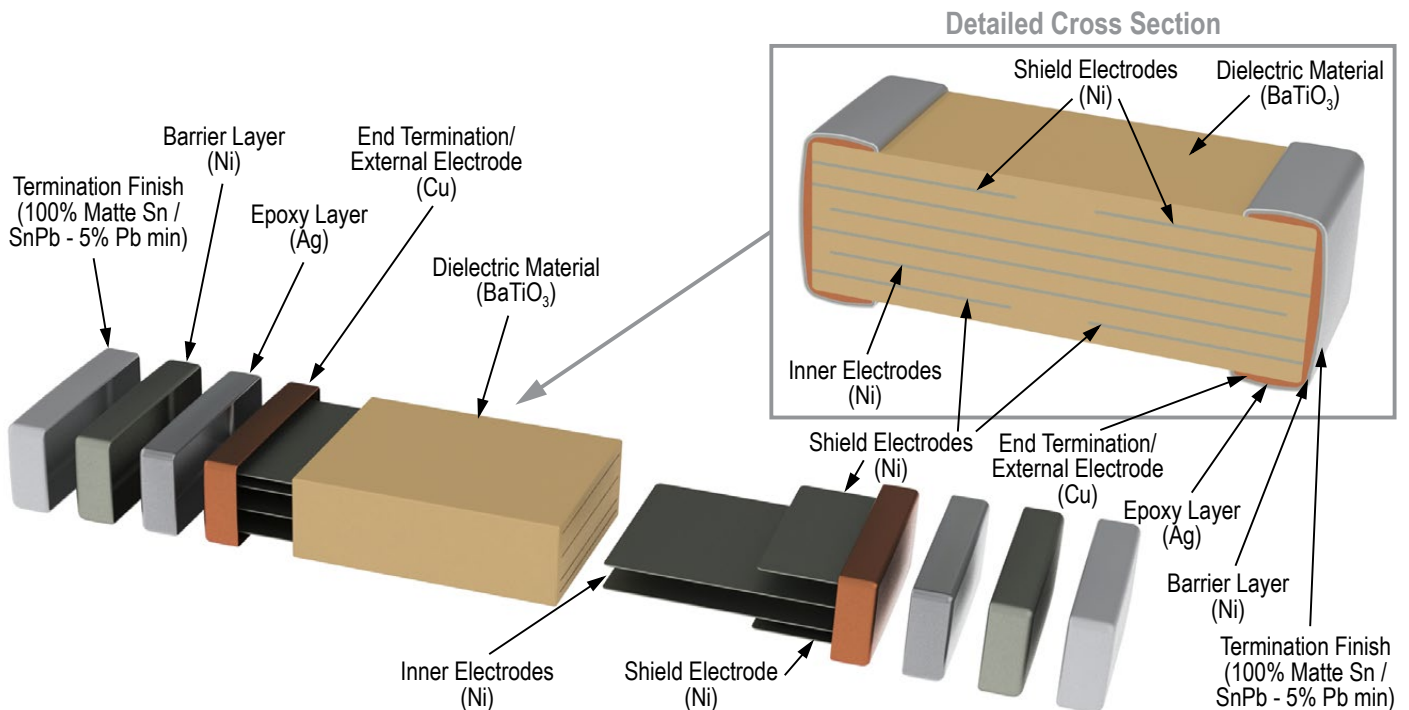 Detailed Cross Section
Shield Electrodes
(Ni)
Dielectric Material
(BaTiO₃)
Barrier Layer
(Ni)
End Termination/
External Electrode
(Cu)
Termination Finish
(100% Matte Sn /
SnPb - 5% Pb min)
Epoxy Layer
(Ag)
Dielectric Material
(BaTiO₃)
Inner Electrodes
(Ni)
Shield Electrodes
(Ni)
End Termination/
External Electrode
(Cu)
Epoxy Layer
(Ag)
Barrier Layer
(Ni)
Termination Finish
(100% Matte Sn /
SnPb - 5% Pb min)
Inner Electrodes
(Ni)
Shield Electrode
(Ni)